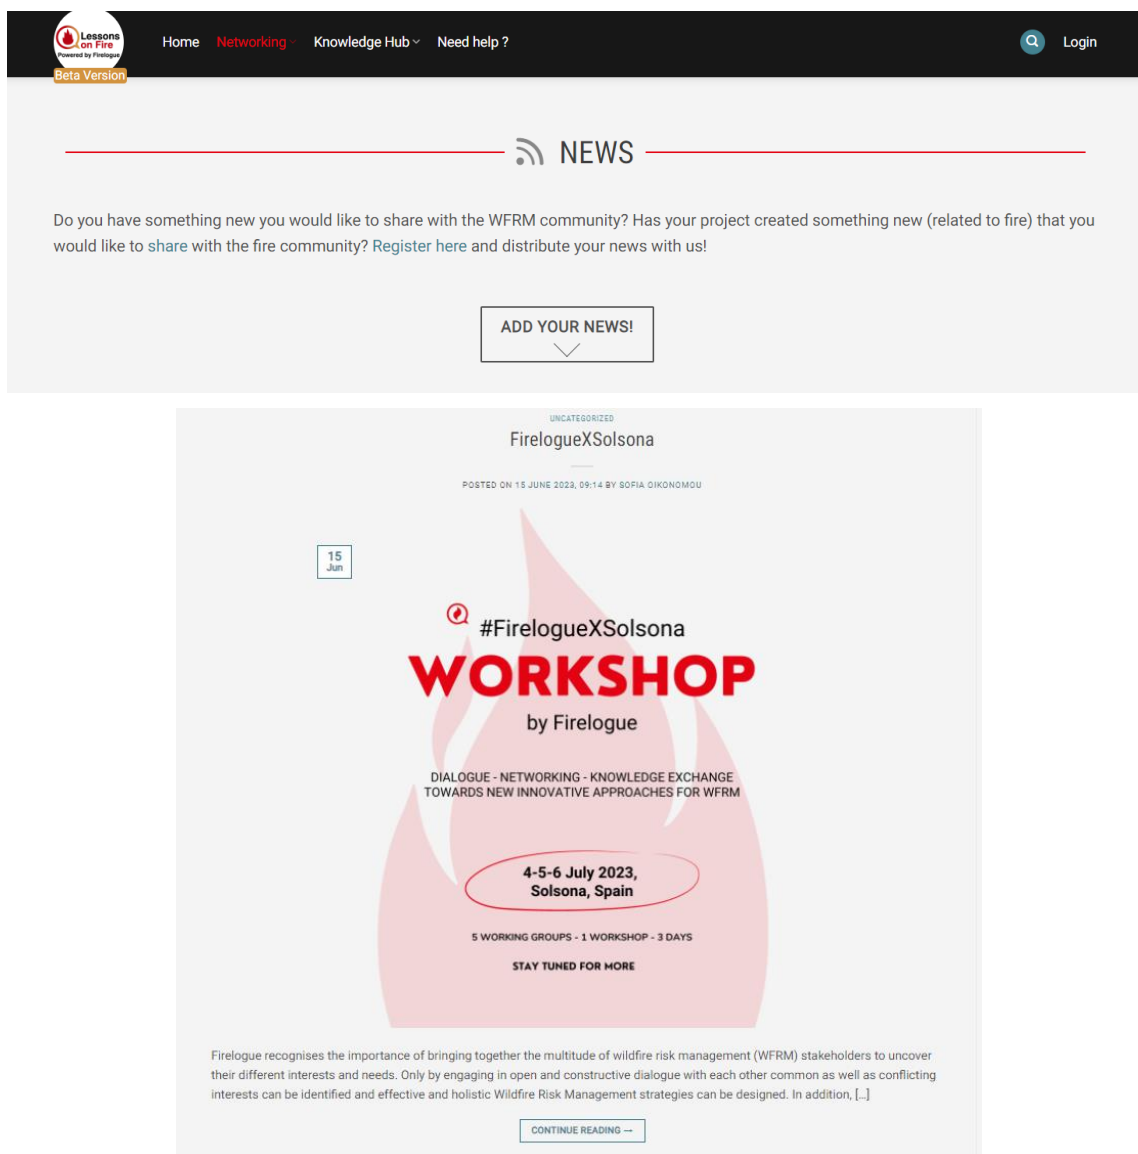 Lessons
on Fire
Powered by Firelogue
Beta Version
Home Networking Knowledge Hub Need help ? Login
NEWS
Do you have something new you would like to share with the WFRM community? Has your project created something new (related to fire) that you
would like to share with the fire community? Register here and distribute your news with us!
ADD YOUR NEWS!
UNCATEGORIZED
FirelogueXSolsona
POSTED ON 15 JUNE 2023, 09:14 BY SOFIA OIKONOMOU
15
Jun
#FirelogueXSolsona
WORKSHOP
by Firelogue
DIALOGUE - NETWORKING - KNOWLEDGE EXCHANGE
TOWARDS NEW INNOVATIVE APPROACHES FOR WFRM
4-5-6 July 2023,
Solsona, Spain
5 WORKING GROUPS - 1 WORKSHOP - 3 DAYS
STAY TUNED FOR MORE
Firelogue recognises the importance of bringing together the multitude of wildfire risk management (WFRM) stakeholders to uncover
their different interests and needs. Only by engaging in open and constructive dialogue with each other common as well as conflicting
interests can be identified and effective and holistic Wildfire Risk Management strategies can be designed. In addition, [...]
CONTINUE READING →